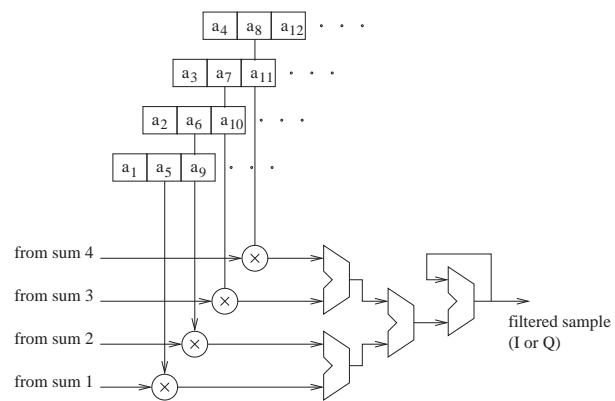 a4 a8 a12 . . .
a3 a7 a11 . . .
a2 a6 a10 . . .
a1 a5 a9 . . .
from sum 4 ×
from sum 3 ×
from sum 2 ×
from sum 1 ×
filtered sample
(I or Q)